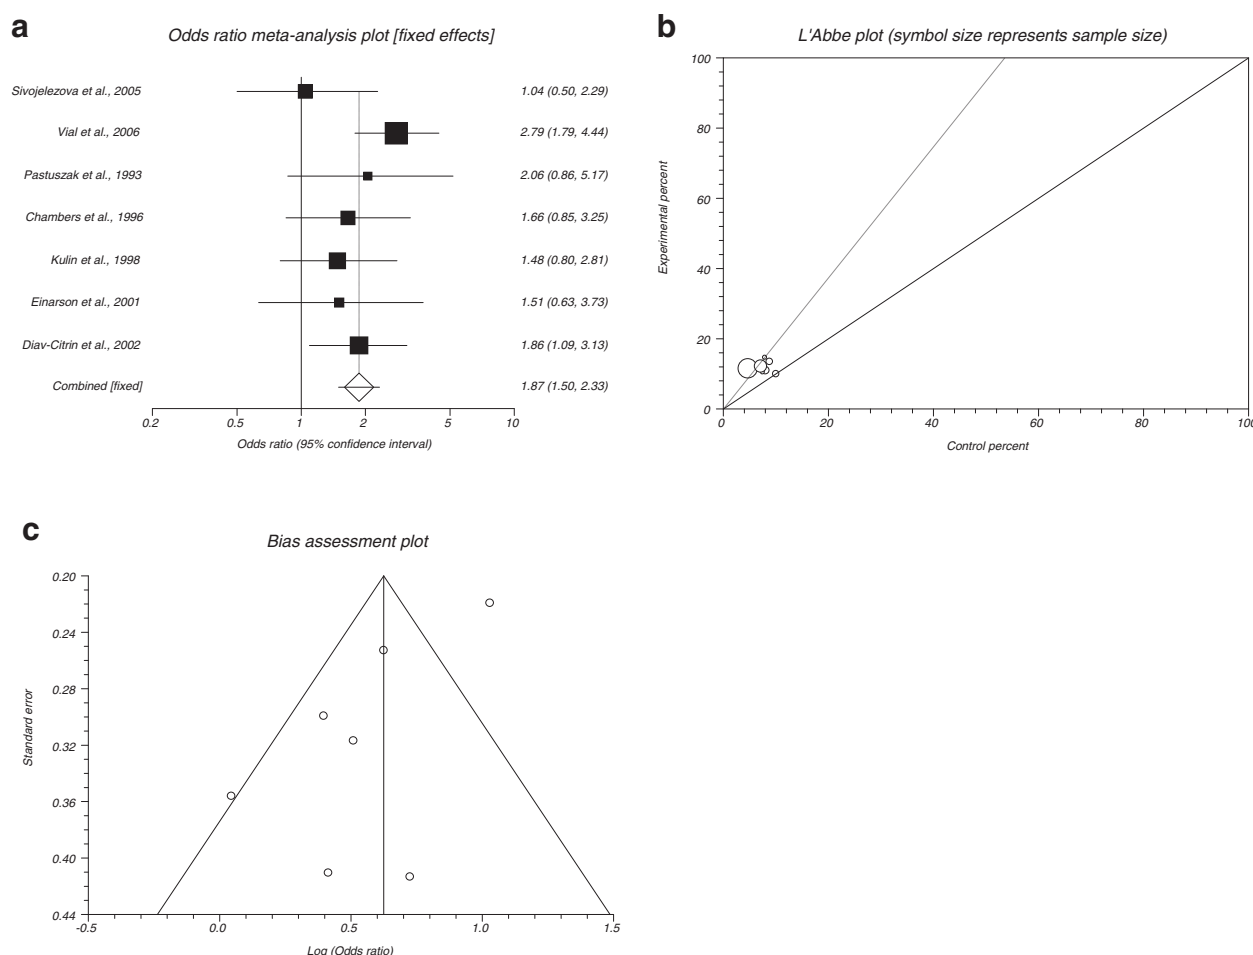 a
Odds ratio meta-analysis plot [fixed effects]
Sivojelezova et al., 2005 1.04 (0.50, 2.29)
Vial et al., 2006 2.79 (1.79, 4.44)
Pastuszak et al., 1993 2.06 (0.86, 5.17)
Chambers et al., 1996 1.66 (0.85, 3.25)
Kulin et al., 1998 1.48 (0.80, 2.81)
Einarson et al., 2001 1.51 (0.63, 3.73)
Diav-Citrin et al., 2002 1.86 (1.09, 3.13)
Combined [fixed] 1.87 (1.50, 2.33)
0.2 0.5 1 2 5 10
Odds ratio (95% confidence interval)
b
L'Abbe plot (symbol size represents sample size)
Experimental percent
100
80
60
40
20
0
0 20 40 60 80 100
Control percent
c
Bias assessment plot
Standard error
0.20
0.24
0.28
0.32
0.36
0.40
0.44
-0.5 0.0 0.5 1.0 1.5
Log (Odds ratio)